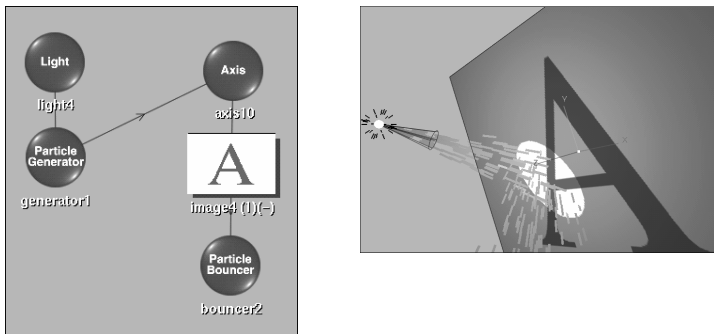 Light
light4
Axis
axis10
Particle
Generator
generator1
A
image4 (1)(-)
Particle
Bouncer
bouncer2
A
Y
X